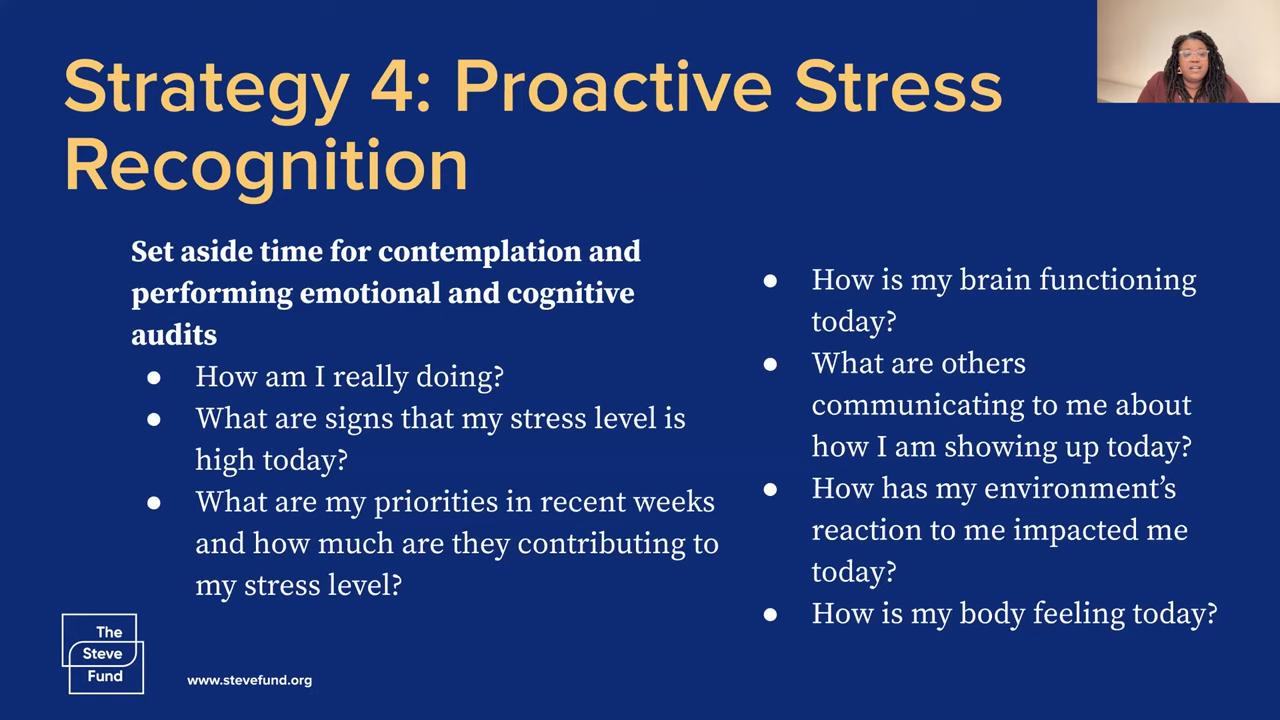 Strategy 4: Proactive Stress
Recognition
Set aside time for contemplation and
performing emotional and cognitive
audits
● How am I really doing?
● What are signs that my stress level is
high today?
● What are my priorities in recent weeks
and how much are they contributing to
my stress level?
● How is my brain functioning
today?
● What are others
communicating to me about
how I am showing up today?
● How has my environment’s
reaction to me impacted me
today?
● How is my body feeling today?
The
Steve
Fund
www.stevefund.org